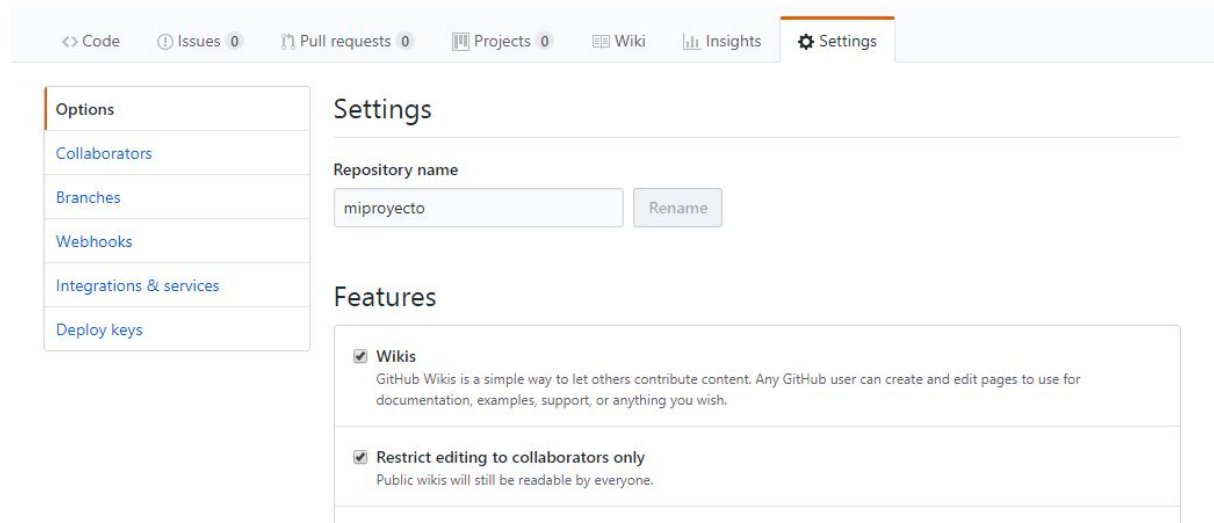 Code Issues 0 Pull requests 0 Projects 0 Wiki Insights Settings
Options
Collaborators
Branches
Webhooks
Integrations & services
Deploy keys
Settings
Repository name
miproyecto Rename
Features
Wikis
GitHub Wikis is a simple way to let others contribute content. Any GitHub user can create and edit pages to use for
documentation, examples, support, or anything you wish.
Restrict editing to collaborators only
Public wikis will still be readable by everyone.